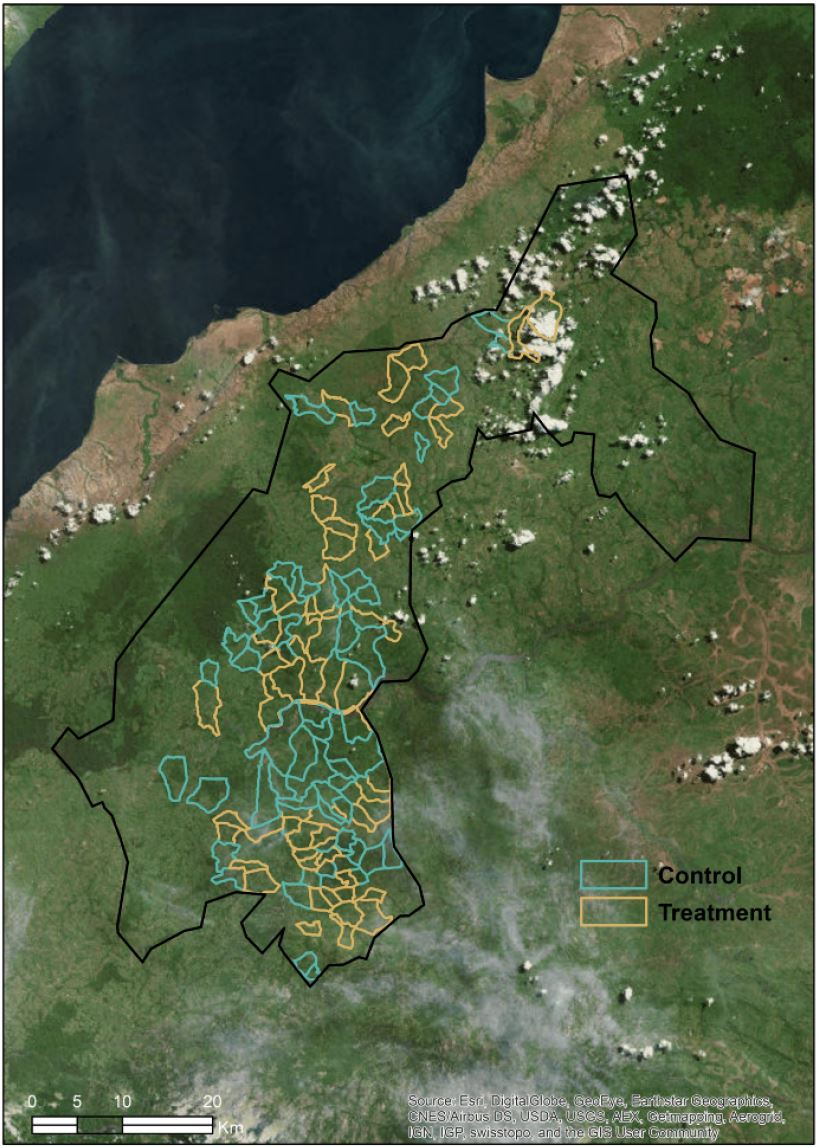 Control
Treatment
0 5 10 20
Km
Source: Esri, DigitalGlobe, GeoEye, Earthstar Geographics,
CNES/Airbus DS, USDA, USGS, AEX, Getmapping, Aerogrid,
IGN, IGP, swisstopo, and the GIS User Community